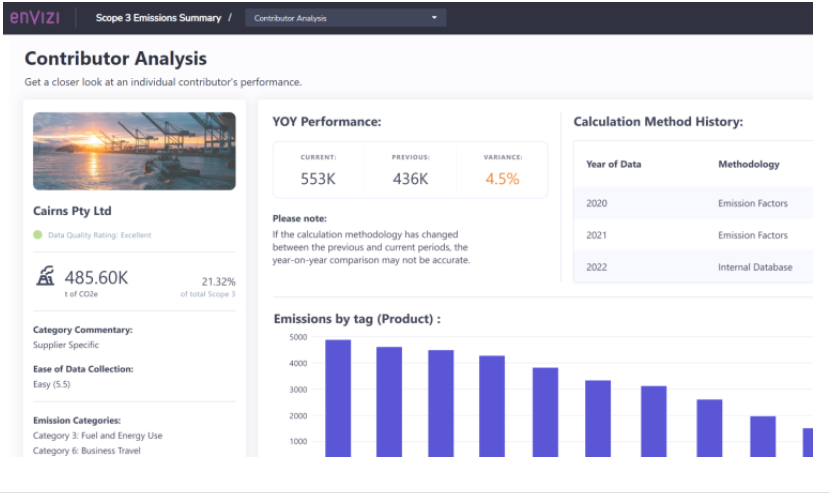 envizi
Scope 3 Emissions Summary /
Contributor Analysis
Contributor Analysis
Get a closer look at an individual contributor's performance.
Cairns Pty Ltd
Data Quality Rating: Excellent
485.60K
t of CO2e
21.32%
of total Scope 3
Category Commentary:
Supplier Specific
Ease of Data Collection:
Easy (5.5)
Emission Categories:
Category 3: Fuel and Energy Use
Category 6: Business Travel
YOY Performance:
CURRENT:
553K
PREVIOUS:
436K
VARIANCE:
4.5%
Please note:
If the calculation methodology has changed
between the previous and current periods, the
year-on-year comparison may not be accurate.
Calculation Method History:
Year of Data Methodology
2020 Emission Factors
2021 Emission Factors
2022 Internal Database
Emissions by tag (Product) :
5000
4000
3000
2000
1000